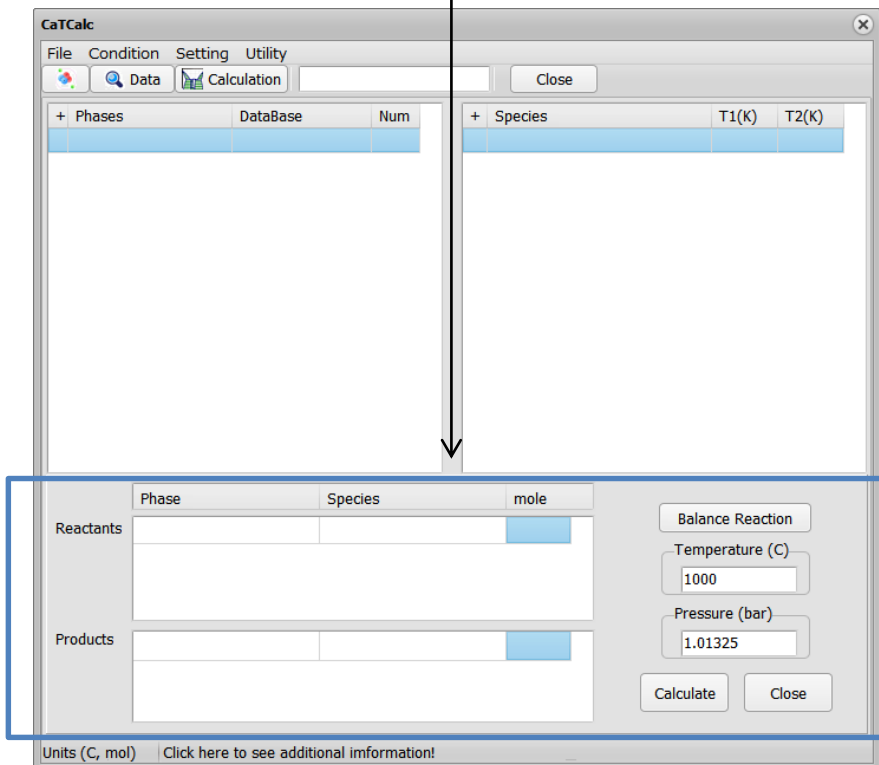 CaTCalc
File Condition Setting Utility
Data Calculation Close
+ Phases DataBase Num + Species T1(K) T2(K)
Phase Species mole
Reactants
Balance Reaction
Temperature (C)
1000
Pressure (bar)
Products
1.01325
Calculate Close
Units (C, mol) Click here to see additional imformation!